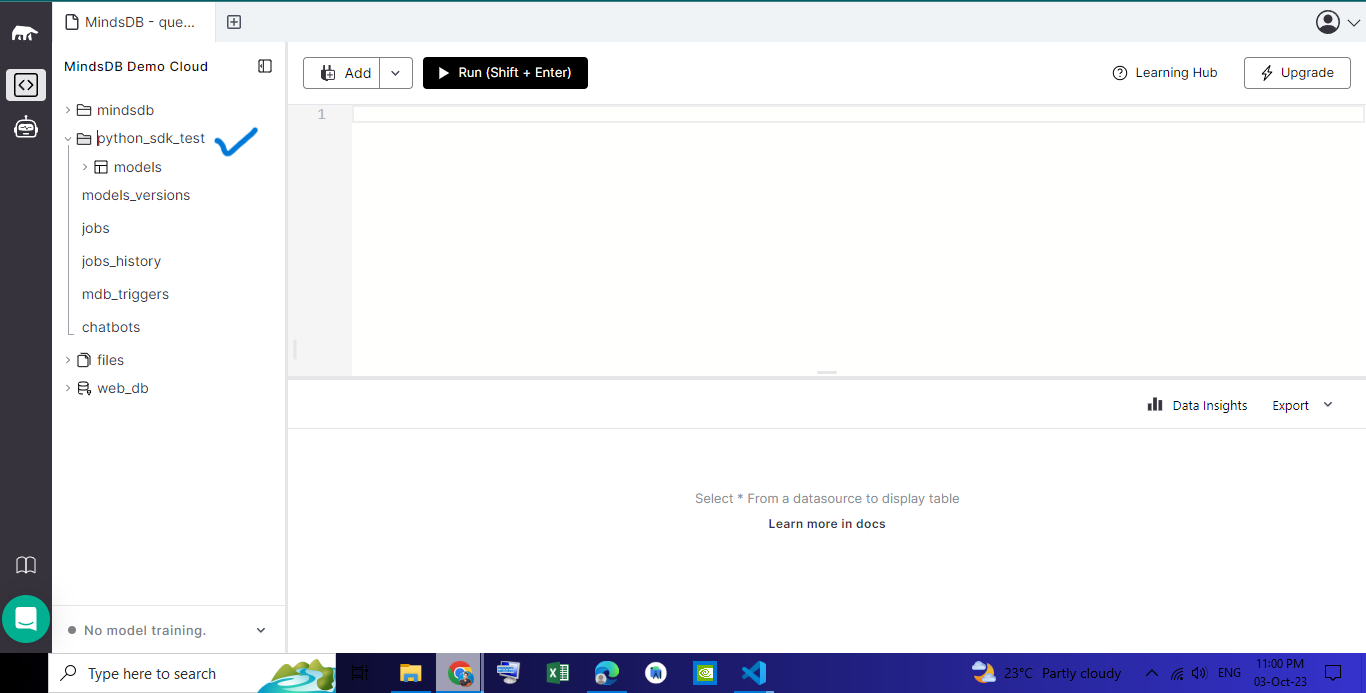 MindsDB - que...
MindsDB Demo Cloud
Add
Run (Shift + Enter)
Learning Hub
Upgrade
mindsdb
python_sdk_test
models
models_versions
jobs
jobs_history
mdb_triggers
chatbots
files
web_db
1
Data Insights
Export
Select * From a datasource to display table
Learn more in docs
No model training.
Type here to search
23°C Partly cloudy
ENG
11:00 PM
03-Oct-23